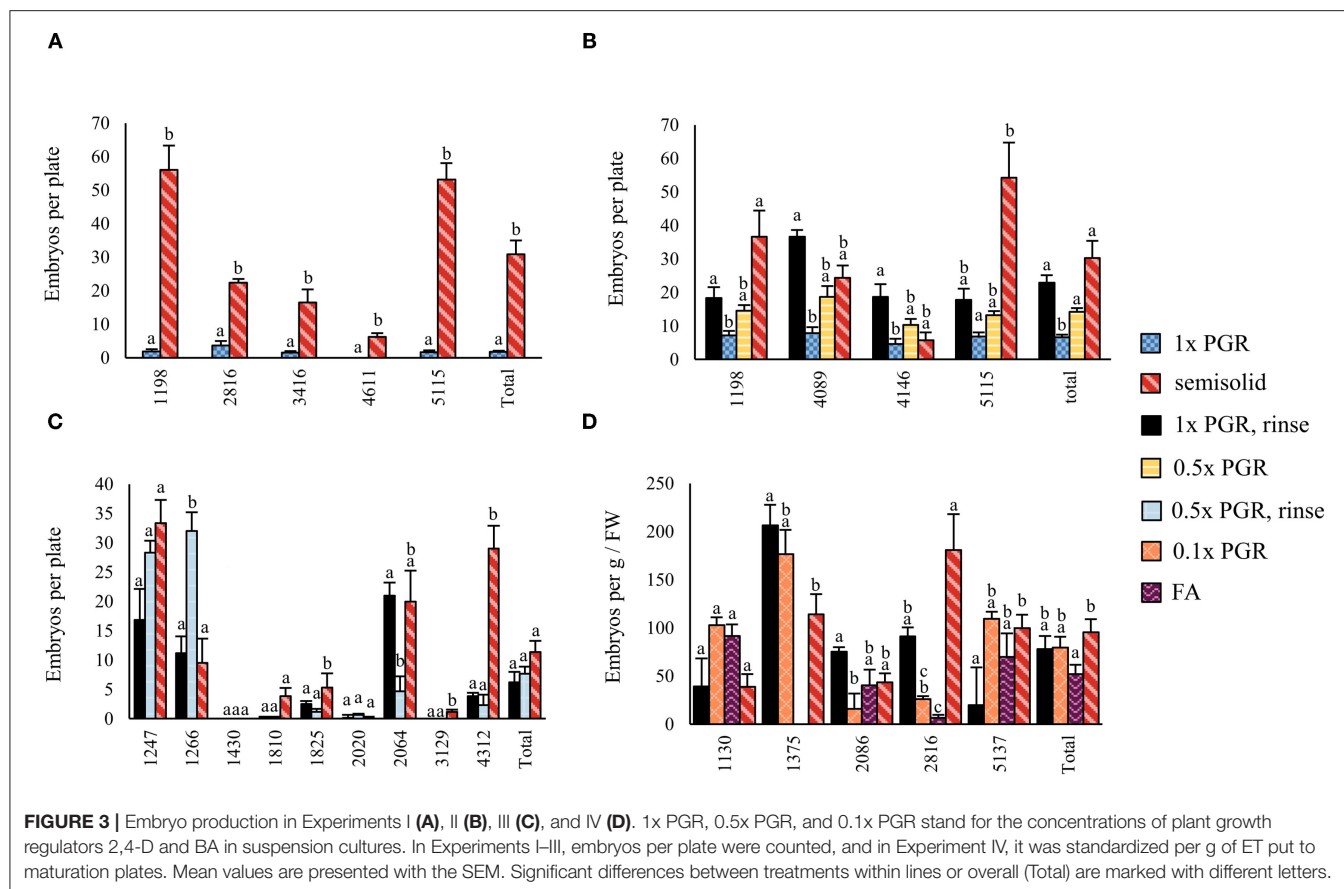 A
Embryos per plate
70
60
50
40
30
20
10
0
a b a b a b a b a b a b
1198 2816 3416 4611 5115 Total
B
Embryos per plate
70
60
50
40
30
20
10
0
a b b a a a b b a b a a b a b a b a a b a b a b a a
1198 4089 4146 5115 total
C
Embryos per plate
40
35
30
25
20
15
10
5
0
a a a a b a a a a a a a a a a a a a a b b a a a b a a b a a a
1247 1266 1430 1810 1825 2020 2064 3129 4312 Total
D
Embryos per g / FW
250
200
150
100
50
0
a a a a a b a b a b b a b a b a b c b c a a b a b a b b a b a a b
1130 1375 2086 2816 5137 Total
1x PGR
semisolid
1x PGR, rinse
0.5x PGR
0.5x PGR, rinse
0.1x PGR
FA
FIGURE 3 | Embryo production in Experiments I (A), II (B), III (C), and IV (D). 1x PGR, 0.5x PGR, and 0.1x PGR stand for the concentrations of plant growth
regulators 2,4-D and BA in suspension cultures. In Experiments I–III, embryos per plate were counted, and in Experiment IV, it was standardized per g of ET put to
maturation plates. Mean values are presented with the SEM. Significant differences between treatments within lines or overall (Total) are marked with different letters.